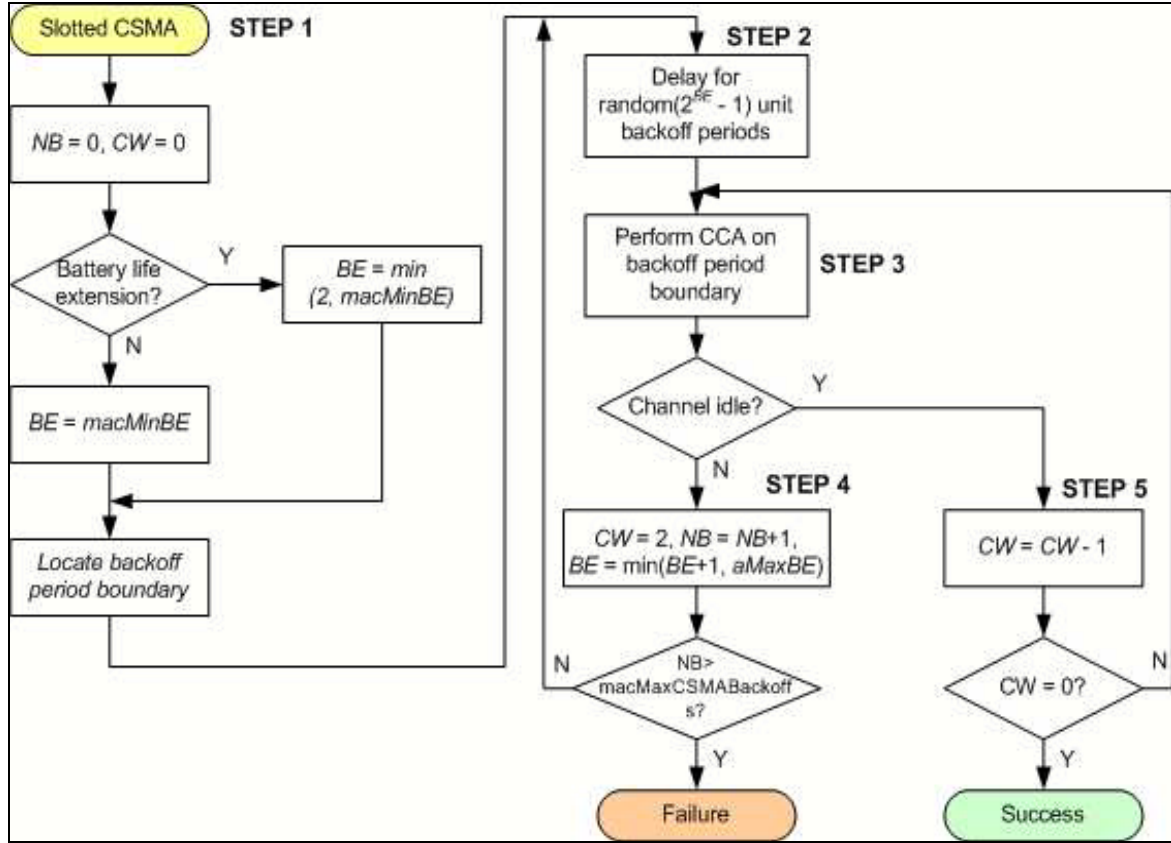 Slotted CSMA
STEP 1
NB = 0, CW = 0
Battery life
extension?
Y
BE = min
(2, macMinBE)
N
BE = macMinBE
Locate backoff
period boundary
STEP 2
Delay for
random(2^BE - 1) unit
backoff periods
Perform CCA on
backoff period
boundary
STEP 3
Channel idle?
Y
N
STEP 4
CW = 2, NB = NB+1,
BE = min(BE+1, aMaxBE)
NB>
macMaxCSMABackoff
s?
N
Y
Failure
STEP 5
CW = CW - 1
CW = 0?
N
Y
Success